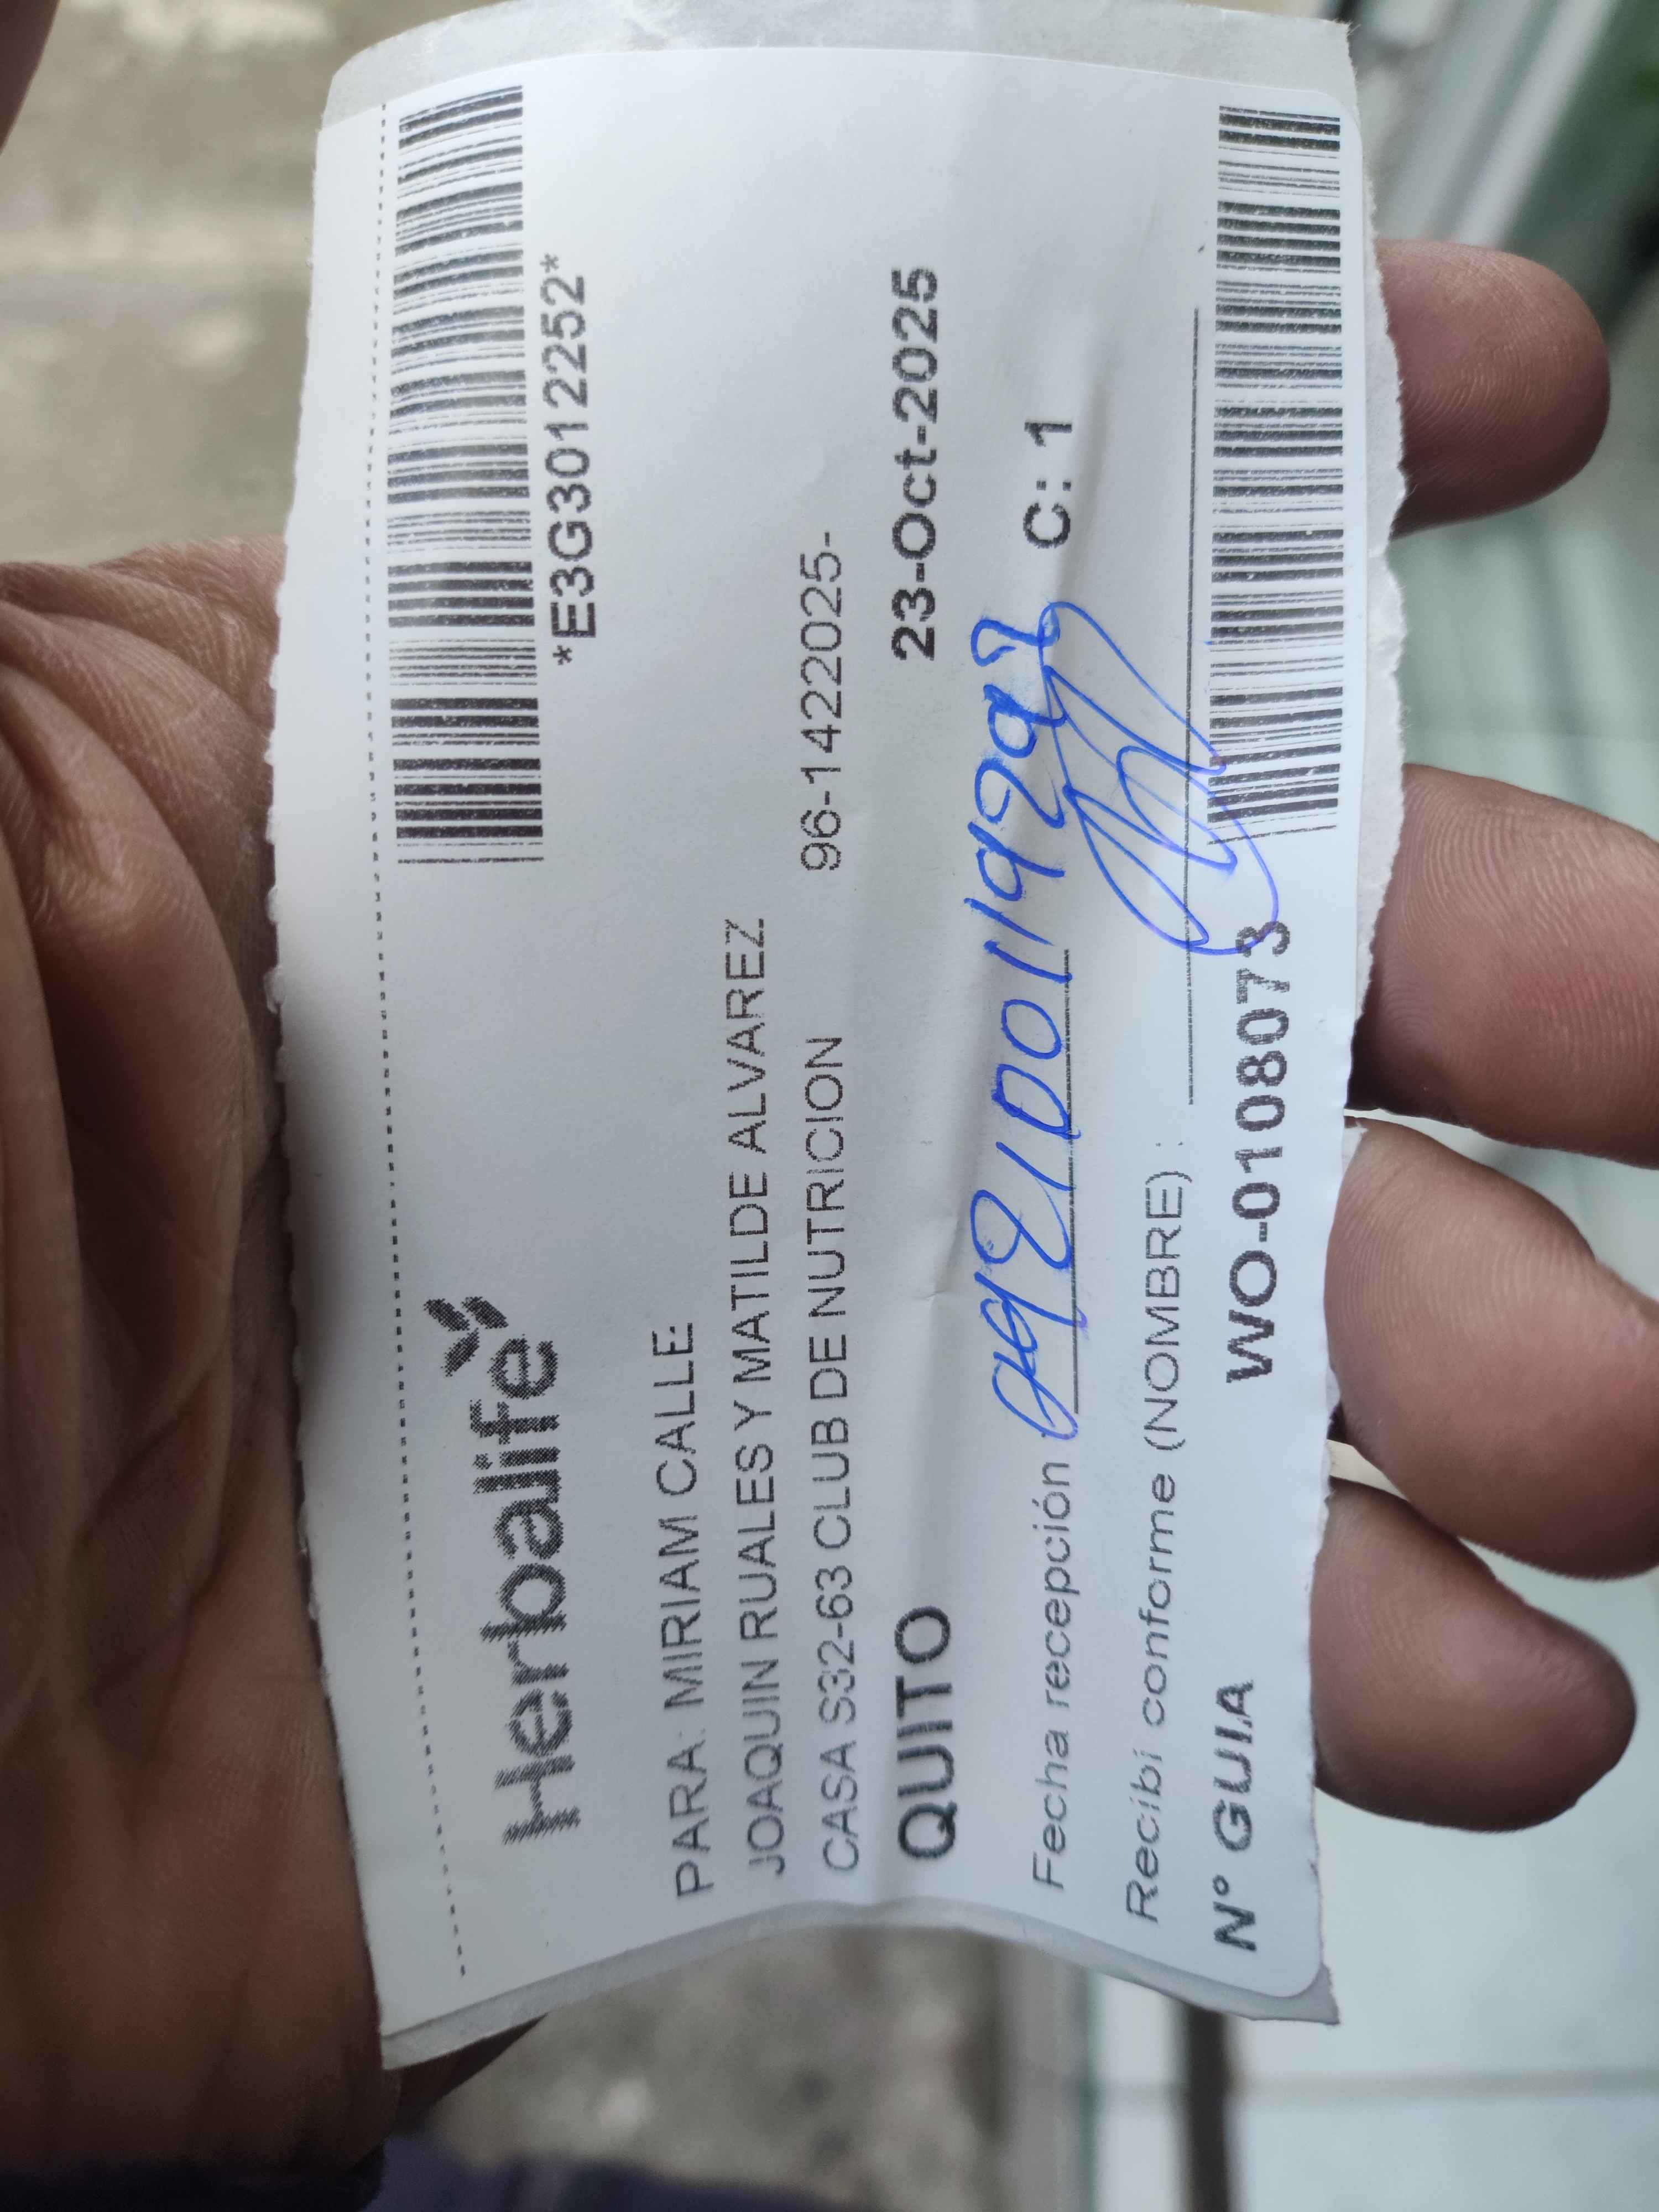 Herbalife
*E3G3012252*
PARA: MIRIAM CALLE
JOAQUIN RUALES Y MATILDE ALVAREZ
CASA S32-63 CLUB DE NUTRICION 96-1422025-
QUITO 23-Oct-2025
Fecha recepción C: 1
Recibí conforme (NOMBRE) :
N° GUIA WO-0108073